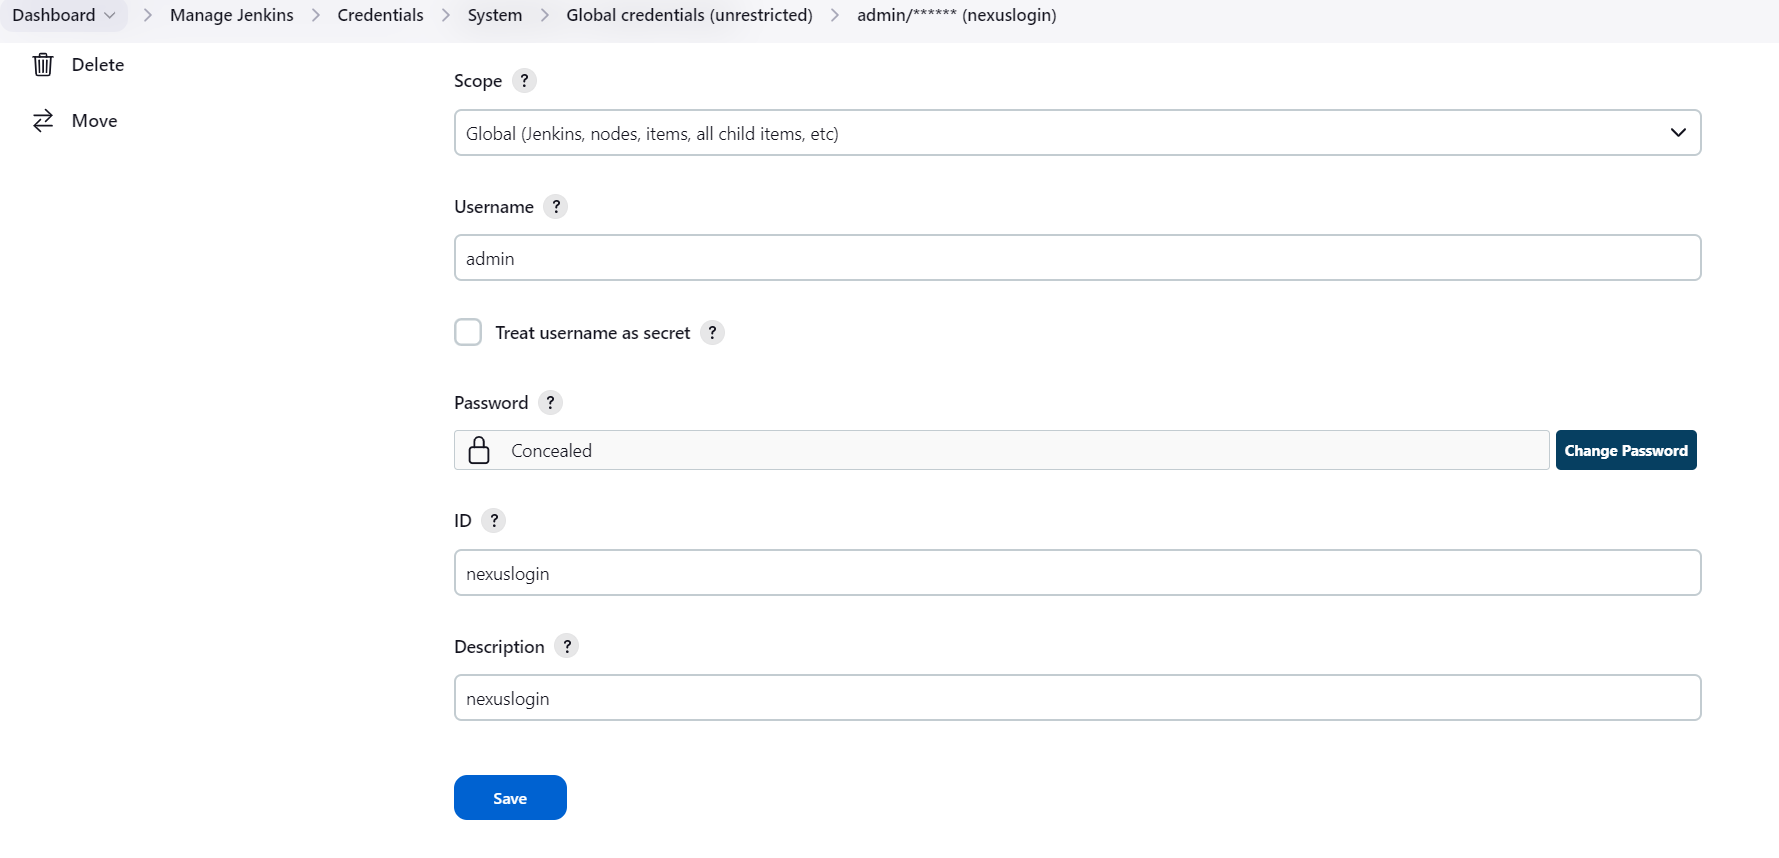 Dashboard > Manage Jenkins > Credentials > System > Global credentials (unrestricted) > admin/****** (nexuslogin)
Delete
Move
Scope ?
Global (Jenkins, nodes, items, all child items, etc)
Username ?
admin
Treat username as secret ?
Password ?
Concealed
Change Password
ID ?
nexuslogin
Description ?
nexuslogin
Save